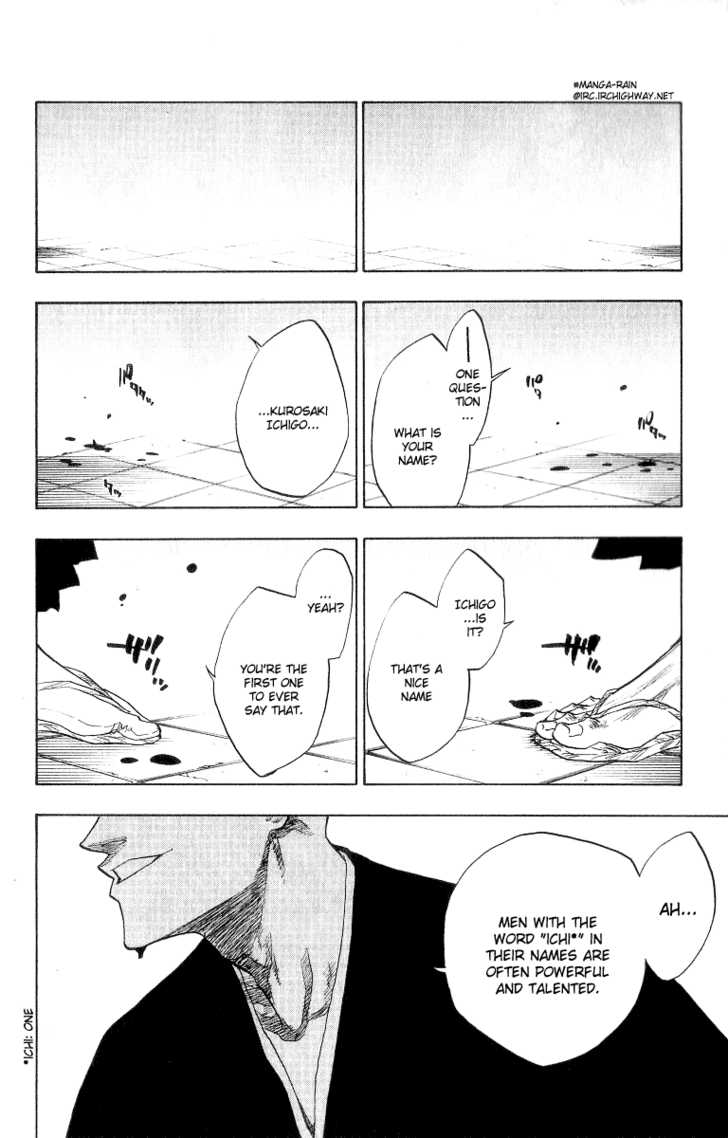 *MANGA-RAIN
@IRC.IRCHIGHWAY.NET
ONE
QUES-
TION
...
WHAT IS
YOUR
NAME?
...KUROSAKI
ICHIGO...
ICHIGO
...IS
IT?
THAT'S A
NICE
NAME
...
YEAH?
YOU'RE THE
FIRST ONE
TO EVER
SAY THAT.
AH...
MEN WITH THE
WORD "ICHI*" IN
THEIR NAMES ARE
OFTEN POWERFUL
AND TALENTED.
*ICHI: ONE